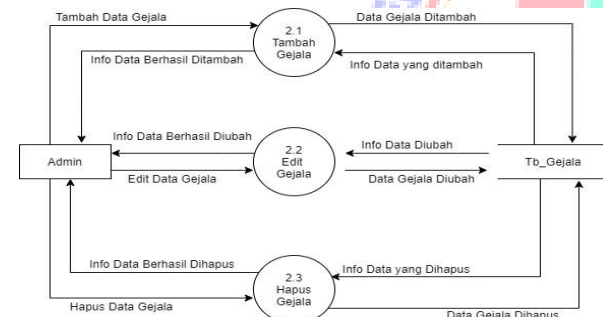 Tambah Data Gejala
Data Gejala Ditambah
2.1
Tambah
Gejala
Info Data Berhasil Ditambah
Info Data yang ditambah
Info Data Berhasil Diubah
2.2
Edit
Gejala
Info Data Diubah
Admin
Tb_Gejala
Edit Data Gejala
Data Gejala Diubah
Info Data Berhasil Dihapus
2.3
Hapus
Gejala
Info Data yang Dihapus
Hapus Data Gejala
Data Gejala Dihapus